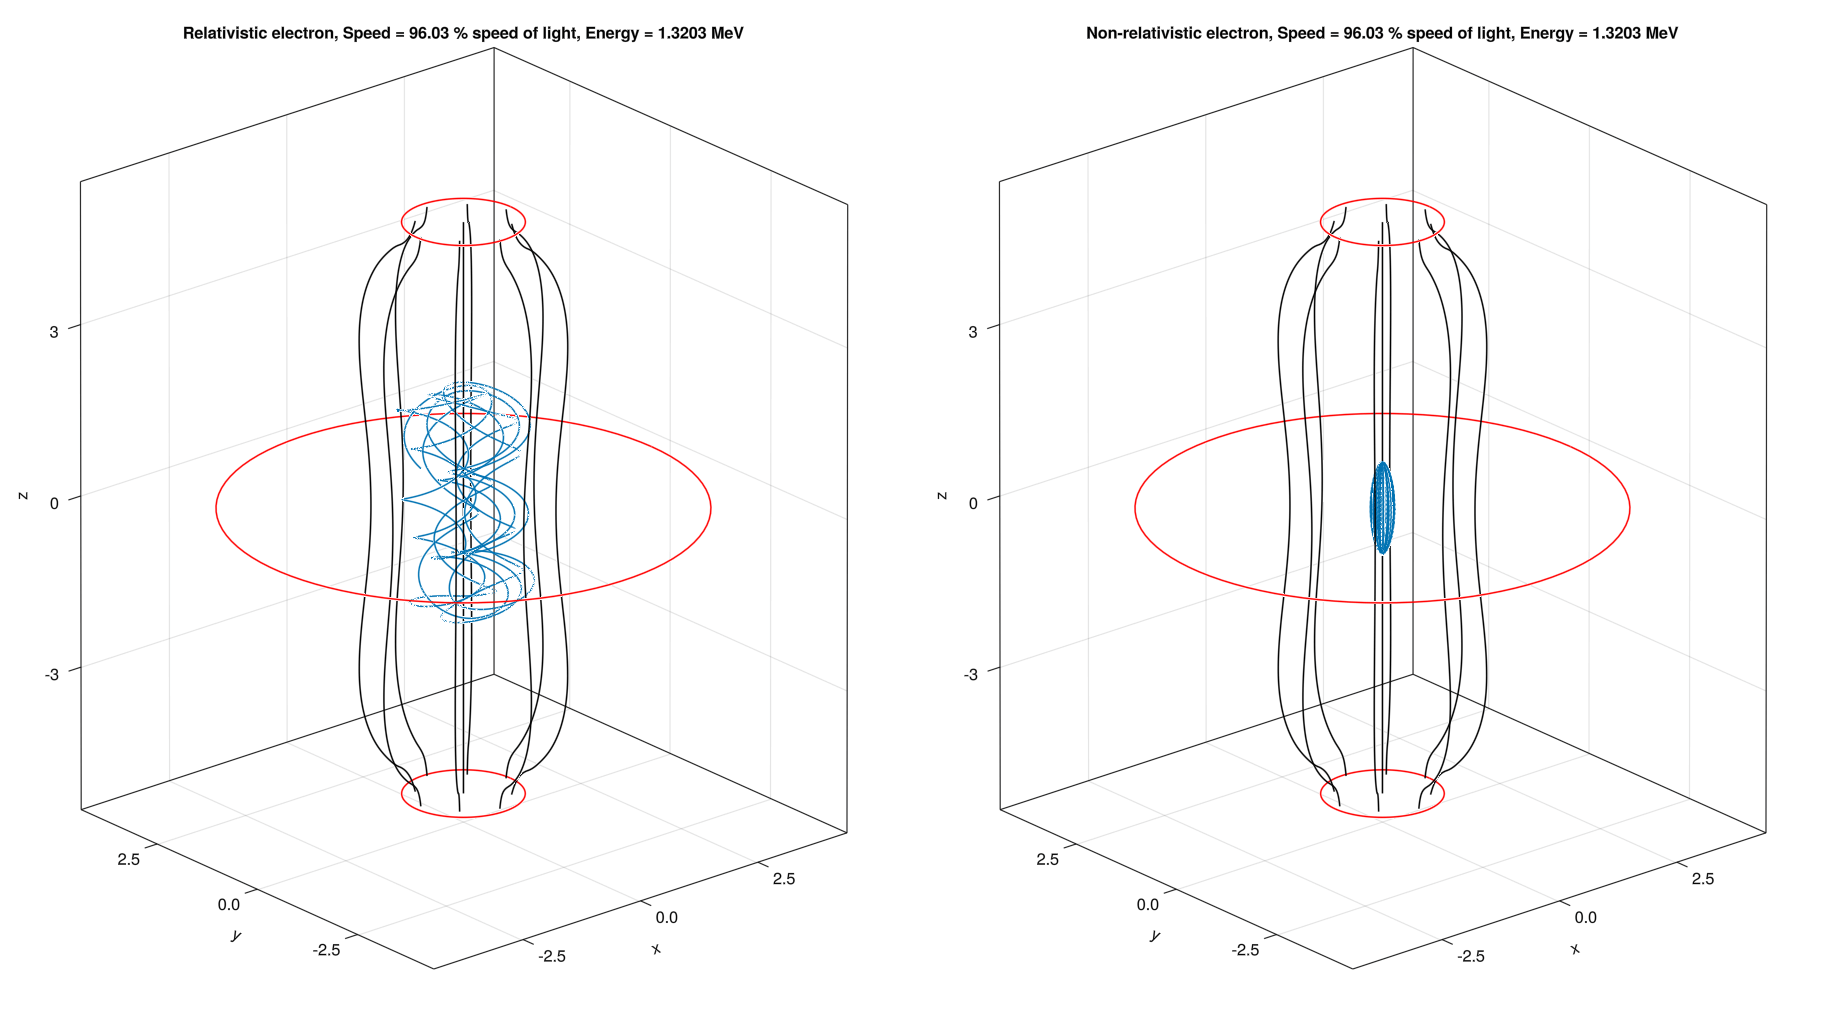 Relativistic electron, Speed = 96.03 % speed of light, Energy = 1.3203 MeV
3
0
-3
z
2.5
0.0
-2.5
y
-2.5
0.0
2.5
x
Non-relativistic electron, Speed = 96.03 % speed of light, Energy = 1.3203 MeV
3
0
-3
z
2.5
0.0
-2.5
y
-2.5
0.0
2.5
x